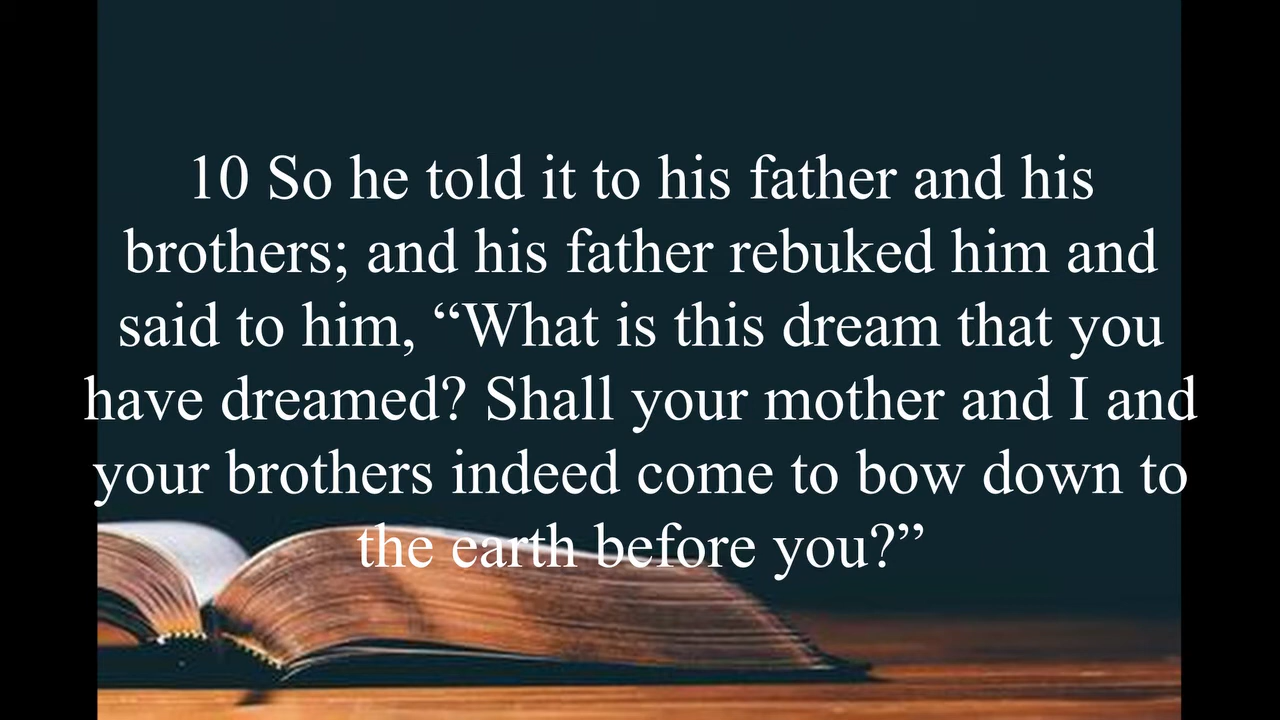 10 So he told it to his father and his
brothers; and his father rebuked him and
said to him, “What is this dream that you
have dreamed? Shall your mother and I and
your brothers indeed come to bow down to
the earth before you?”